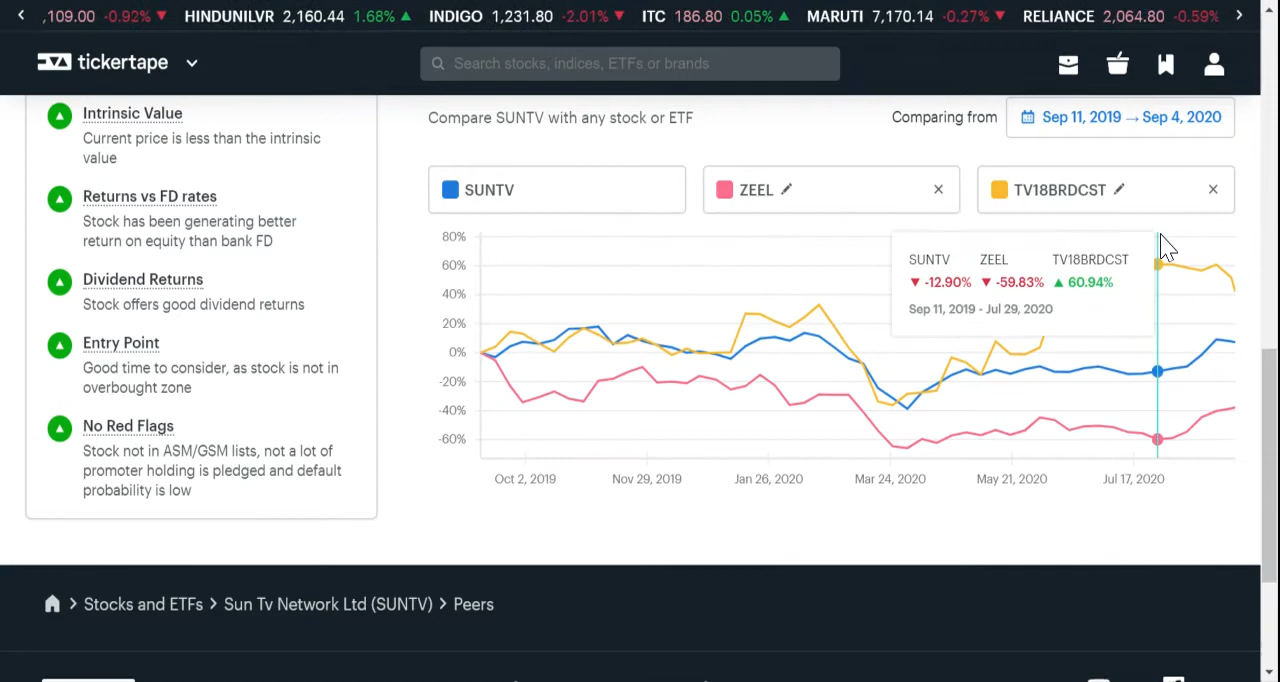 ,109.00 -0.92% HINDUNILVR 2,160.44 1.68% INDIGO 1,231.80 -2.01% ITC 186.80 0.05% MARUTI 7,170.14 -0.27% RELIANCE 2,064.80 -0.59%
tickertape
Search stocks, indices, ETFs or brands
Intrinsic Value
Current price is less than the intrinsic
value
Returns vs FD rates
Stock has been generating better
return on equity than bank FD
Dividend Returns
Stock offers good dividend returns
Entry Point
Good time to consider, as stock is not in
overbought zone
No Red Flags
Stock not in ASM/GSM lists, not a lot of
promoter holding is pledged and default
probability is low
Compare SUNTV with any stock or ETF
Comparing from Sep 11, 2019 → Sep 4, 2020
SUNTV ZEEL TV18BRDCST
80%
60%
40%
20%
0%
-20%
-40%
-60%
SUNTV ZEEL TV18BRDCST
-12.90% -59.83% 60.94%
Sep 11, 2019 - Jul 29, 2020
Oct 2, 2019 Nov 29, 2019 Jan 26, 2020 Mar 24, 2020 May 21, 2020 Jul 17, 2020
Stocks and ETFs > Sun Tv Network Ltd (SUNTV) > Peers